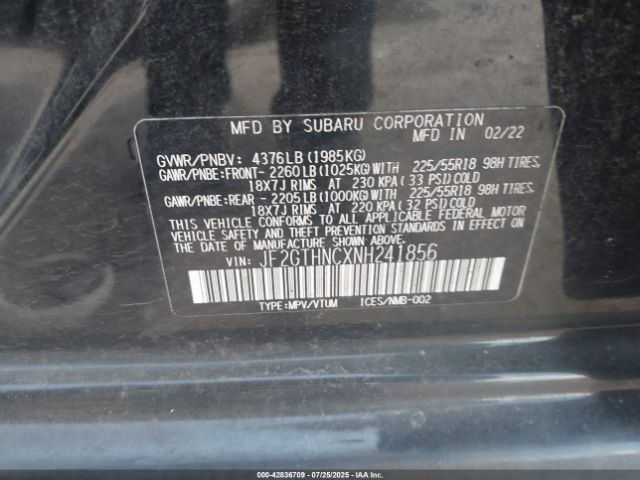 MFD BY SUBARU CORPORATION
MFD IN 02/22
GVWR/PNBV: 4376LB(1985KG)
GAWR/PNBE:FRONT- 2260LB(1025KG)WITH 225/55R18 98H TIRES
18X7J RIMS AT 230 KPA(33 PSI)COLD
GAWR/PNBE:REAR - 2205LB(1000KG)WITH 225/55R18 98H TIRES
18X7J RIMS AT 220 KPA(32 PSI)COLD
THIS VEHICLE CONFORMS TO ALL APPLICABLE FEDERAL MOTOR
VEHICLE SAFETY AND BUMPER STANDARDS IN EFFECT ON
THE DATE OF MANUFACTURE SHOWN ABOVE.
VIN: JF2GTHNCXNH241856
TYPE:MPV/VTUM ICES/NMB-002
000-42836709 | 07/25/2025 | IAAI.COM